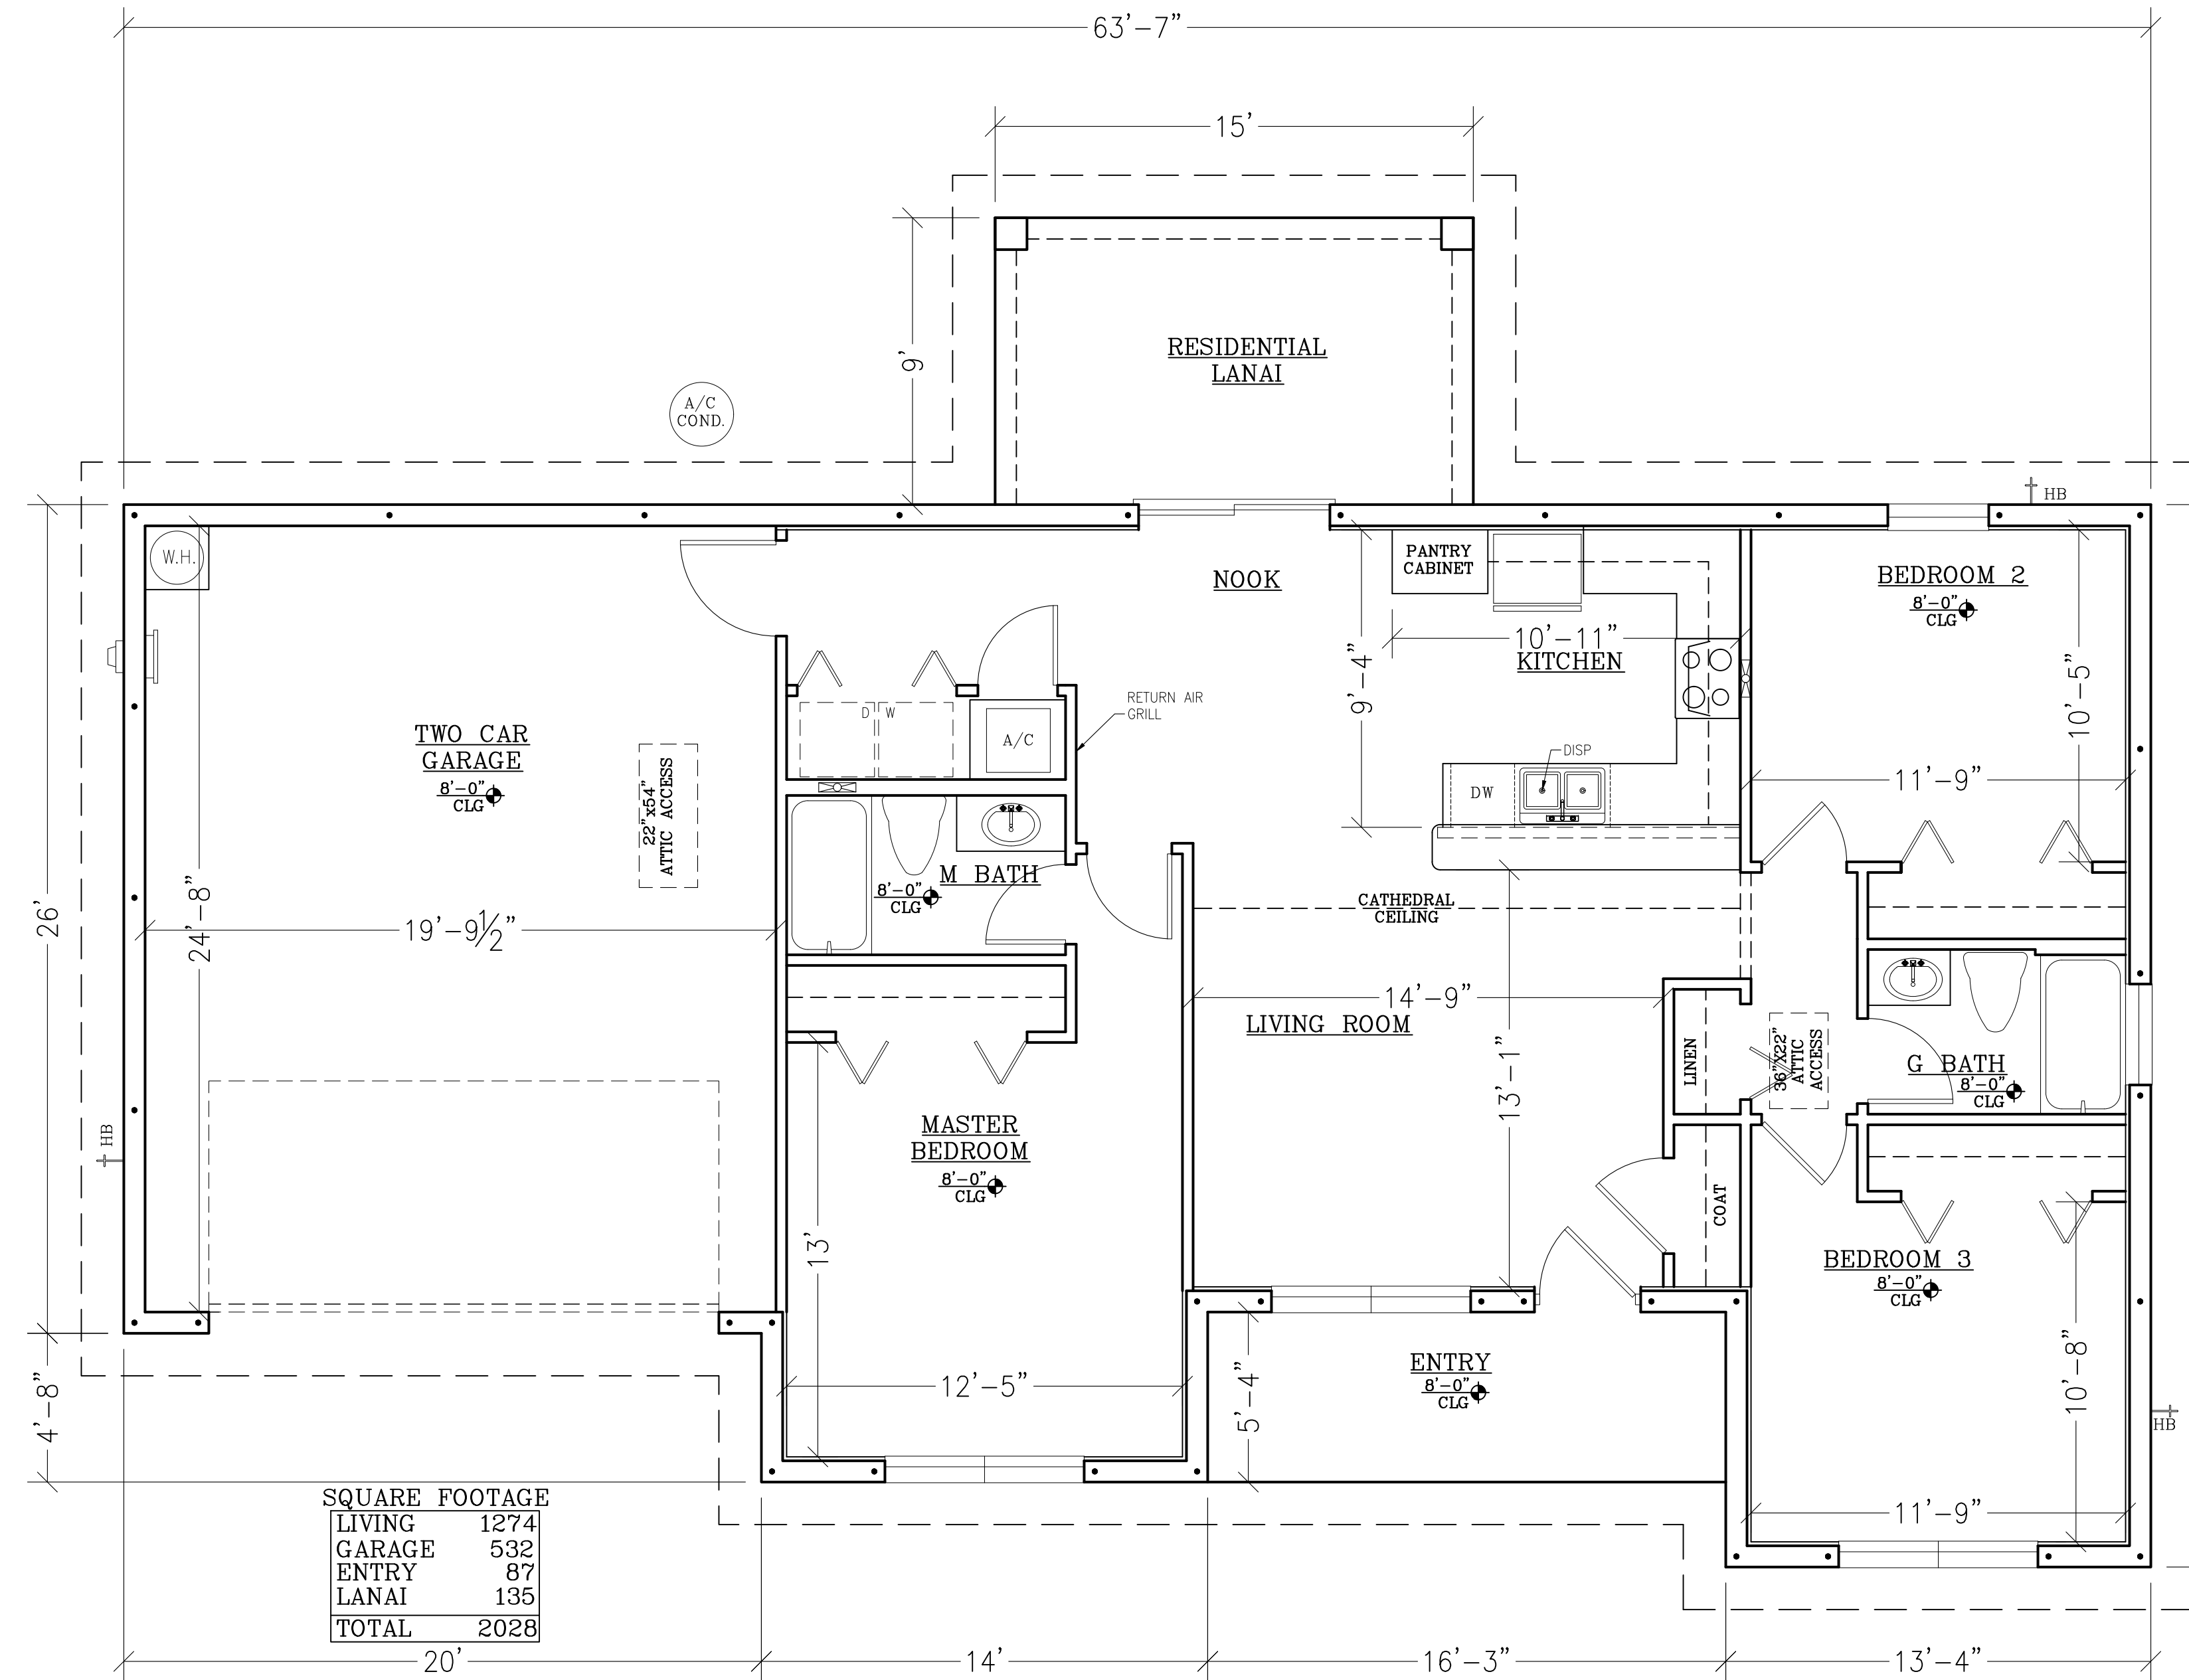 63'-7"
15'
9'
RESIDENTIAL
LANAI
A/C
COND.
HB
W.H.
NOOK
PANTRY
CABINET
10'-11"
KITCHEN
9'-4"
BEDROOM 2
8'-0"
CLG
10'-5"
11'-9"
RETURN AIR
GRILL
D W
A/C
DISP
DW
TWO CAR
GARAGE
8'-0"
CLG
22"x54"
ATTIC ACCESS
M BATH
8'-0"
CLG
CATHEDRAL
CEILING
26'
24'-8"
19'-9½"
14'-9"
LIVING ROOM
13'-1"
LINEN
36"X22"
ATTIC
ACCESS
G BATH
8'-0"
CLG
HB
MASTER
BEDROOM
8'-0"
CLG
13'
COAT
BEDROOM 3
8'-0"
CLG
10'-8"
4'-8"
12'-5"
5'-4"
ENTRY
8'-0"
CLG
HB
11'-9"
SQUARE FOOTAGE
LIVING 1274
GARAGE 532
ENTRY 87
LANAI 135
TOTAL 2028
20'
14'
16'-3"
13'-4"